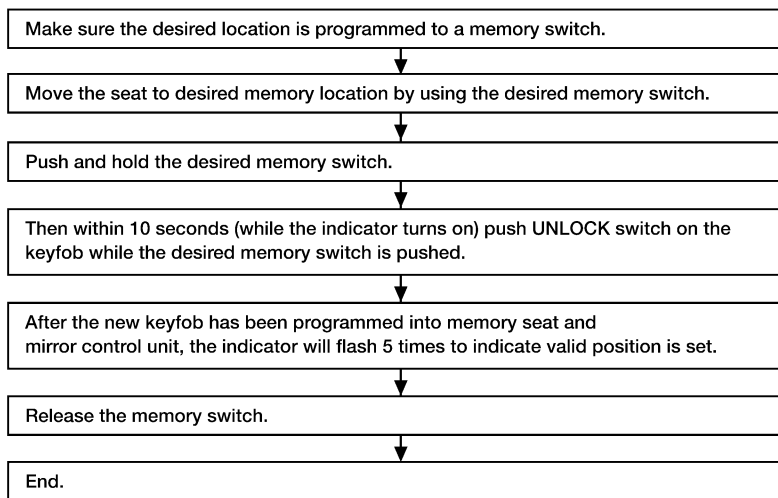 Make sure the desired location is programmed to a memory switch.
Move the seat to desired memory location by using the desired memory switch.
Push and hold the desired memory switch.
Then within 10 seconds (while the indicator turns on) push UNLOCK switch on the
keyfob while the desired memory switch is pushed.
After the new keyfob has been programmed into memory seat and
mirror control unit, the indicator will flash 5 times to indicate valid position is set.
Release the memory switch.
End.